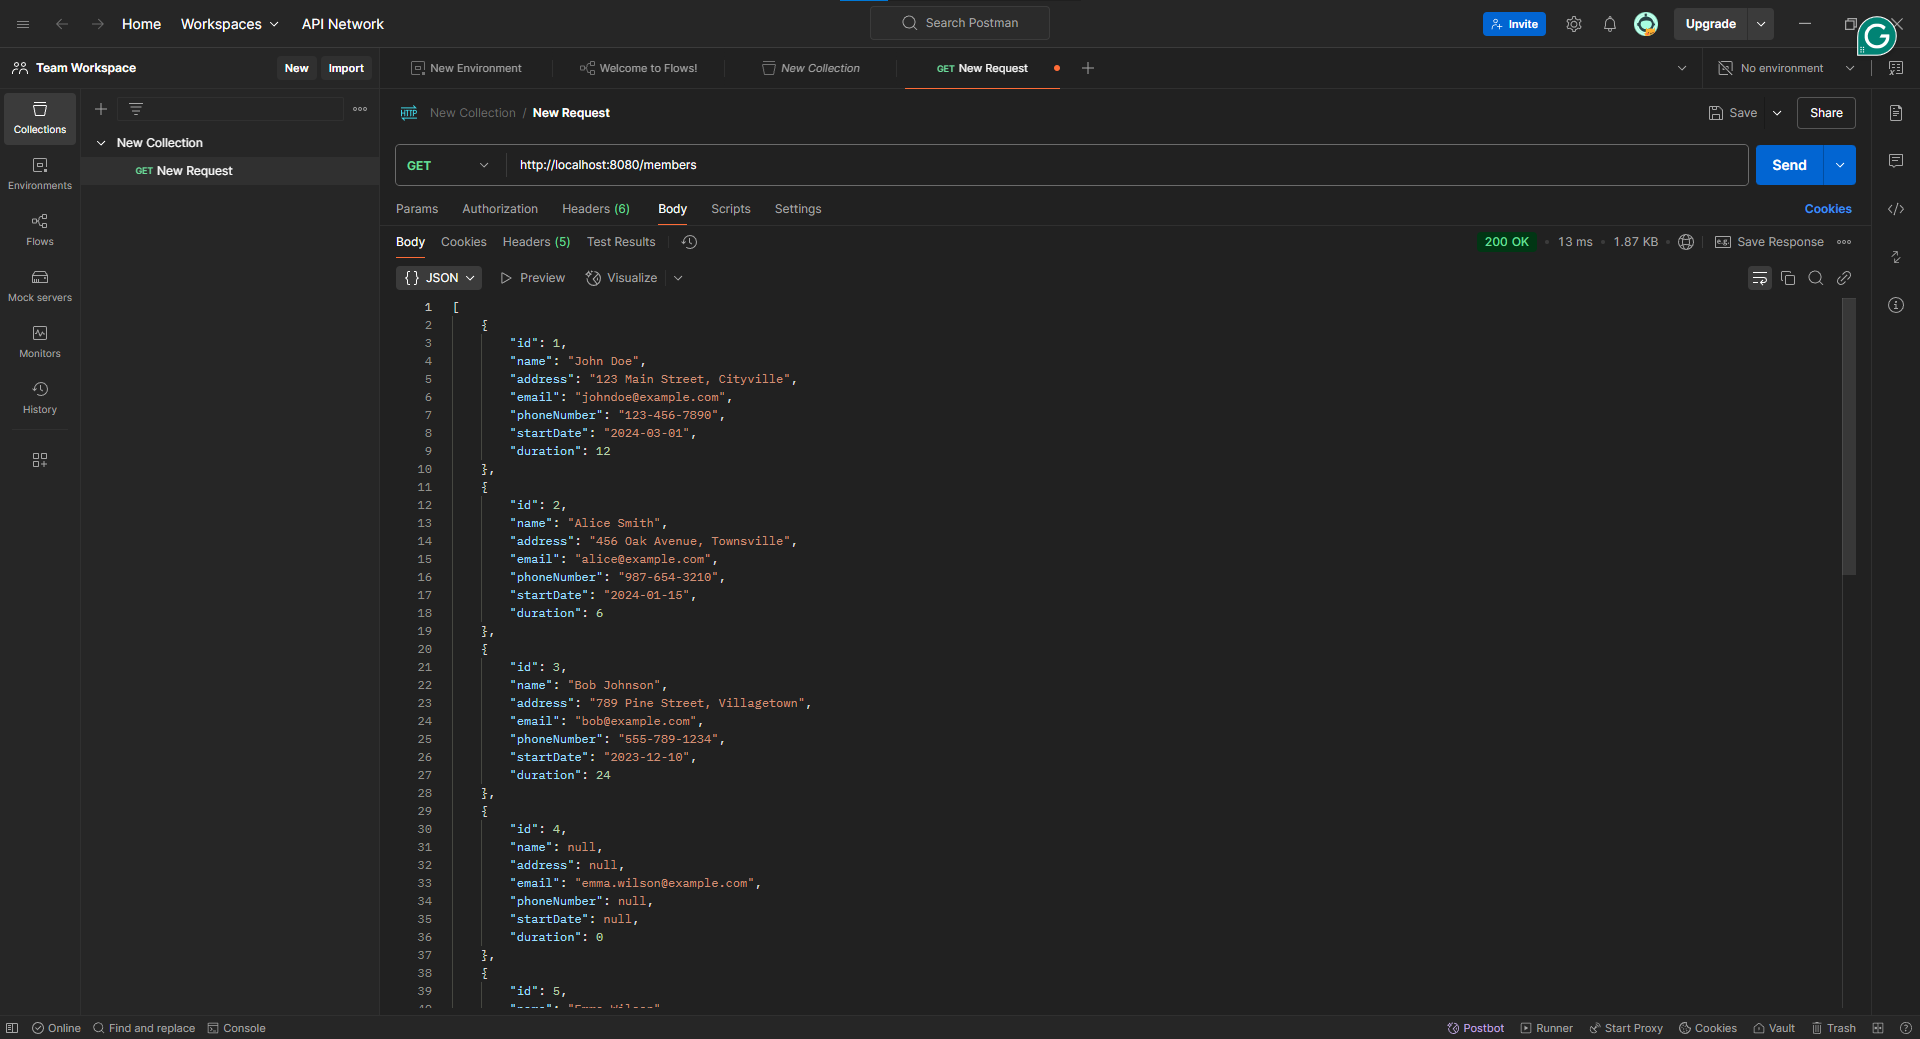 Home Workspaces API Network Search Postman Invite Upgrade
Team Workspace New Import New Environment Welcome to Flows! New Collection GET New Request No environment
Collections
Environments
Flows
Mock servers
Monitors
History
New Collection
GET New Request
HTTP New Collection / New Request Save Share
GET http://localhost:8080/members Send
Params Authorization Headers (6) Body Scripts Settings Cookies
Body Cookies Headers (5) Test Results 200 OK • 13 ms • 1.87 KB e.g. Save Response
{} JSON Preview Visualize
1 [
2 {
3 "id": 1,
4 "name": "John Doe",
5 "address": "123 Main Street, Cityville",
6 "email": "johndoe@example.com",
7 "phoneNumber": "123-456-7890",
8 "startDate": "2024-03-01",
9 "duration": 12
10 },
11 {
12 "id": 2,
13 "name": "Alice Smith",
14 "address": "456 Oak Avenue, Townsville",
15 "email": "alice@example.com",
16 "phoneNumber": "987-654-3210",
17 "startDate": "2024-01-15",
18 "duration": 6
19 },
20 {
21 "id": 3,
22 "name": "Bob Johnson",
23 "address": "789 Pine Street, Villagetown",
24 "email": "bob@example.com",
25 "phoneNumber": "555-789-1234",
26 "startDate": "2023-12-10",
27 "duration": 24
28 },
29 {
30 "id": 4,
31 "name": null,
32 "address": null,
33 "email": "emma.wilson@example.com",
34 "phoneNumber": null,
35 "startDate": null,
36 "duration": 0
37 },
38 {
39 "id": 5,
Online Find and replace Console Postbot Runner Start Proxy Cookies Vault Trash